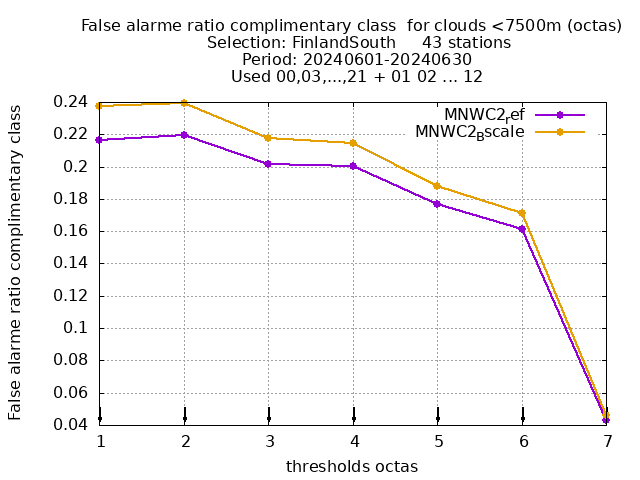 False alarme ratio complimentary class  for clouds <7500m (octas)
Selection: FinlandSouth     43 stations
Period: 20240601-20240630
Used 00,03,...,21 + 01 02 ... 12
False alarme ratio complimentary class
MNWC2ref
MNWC2Bscale
0.24
0.22
0.2
0.18
0.16
0.14
0.12
0.1
0.08
0.06
0.04
1 2 3 4 5 6 7
thresholds octas